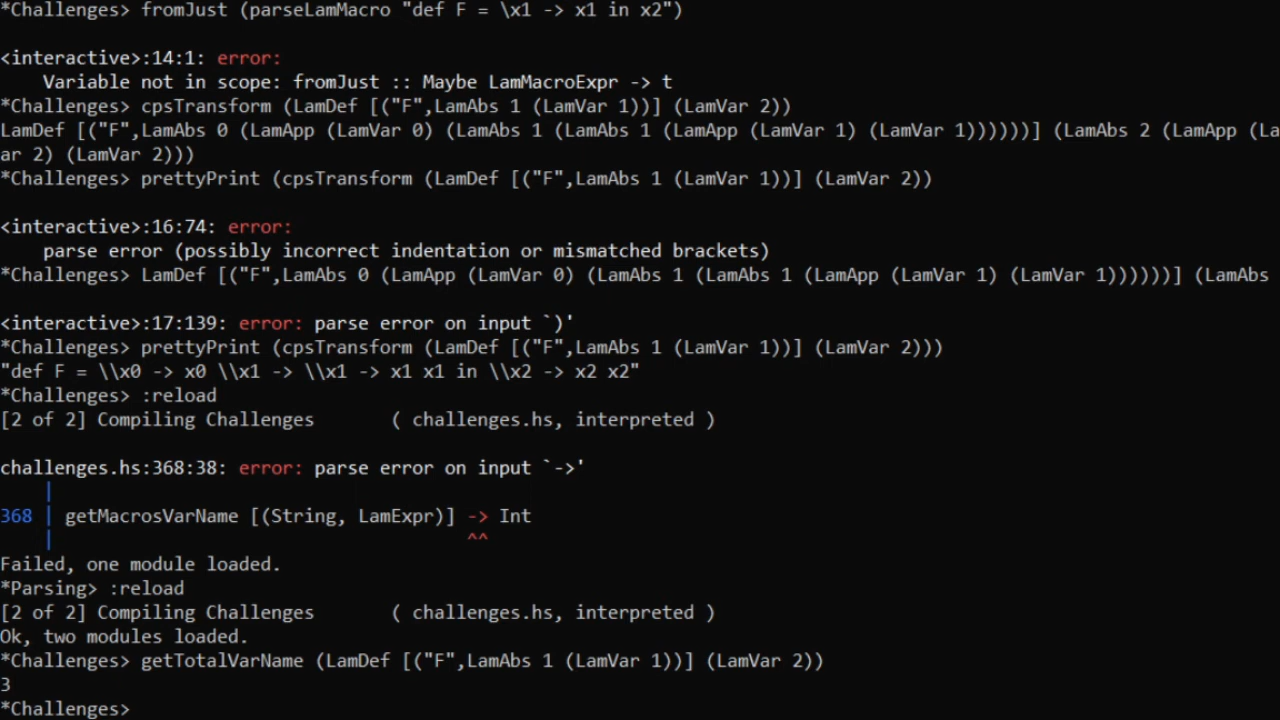 *Challenges> fromJust (parseLamMacro "def F = \x1 -> x1 in x2")
<interactive>:14:1: error:
    Variable not in scope: fromJust :: Maybe LamMacroExpr -> t
*Challenges> cpsTransform (LamDef [("F",LamAbs 1 (LamVar 1))] (LamVar 2))
LamDef [("F",LamAbs 0 (LamApp (LamVar 0) (LamAbs 1 (LamAbs 1 (LamApp (LamVar 1) (LamVar 1))))))] (LamAbs 2 (LamApp (La
ar 2) (LamVar 2)))
*Challenges> prettyPrint (cpsTransform (LamDef [("F",LamAbs 1 (LamVar 1))] (LamVar 2))
<interactive>:16:74: error:
    parse error (possibly incorrect indentation or mismatched brackets)
*Challenges> LamDef [("F",LamAbs 0 (LamApp (LamVar 0) (LamAbs 1 (LamAbs 1 (LamApp (LamVar 1) (LamVar 1))))))] (LamAbs
<interactive>:17:139: error: parse error on input `)'
*Challenges> prettyPrint (cpsTransform (LamDef [("F",LamAbs 1 (LamVar 1))] (LamVar 2)))
"def F = \\x0 -> x0 \\x1 -> \\x1 -> x1 x1 in \\x2 -> x2 x2"
*Challenges> :reload
[2 of 2] Compiling Challenges       ( challenges.hs, interpreted )
challenges.hs:368:38: error: parse error on input `->'
    |
368 | getMacrosVarName [(String, LamExpr)] -> Int
    |                                      ^^
Failed, one module loaded.
*Parsing> :reload
[2 of 2] Compiling Challenges       ( challenges.hs, interpreted )
Ok, two modules loaded.
*Challenges> getTotalVarName (LamDef [("F",LamAbs 1 (LamVar 1))] (LamVar 2))
3
*Challenges>